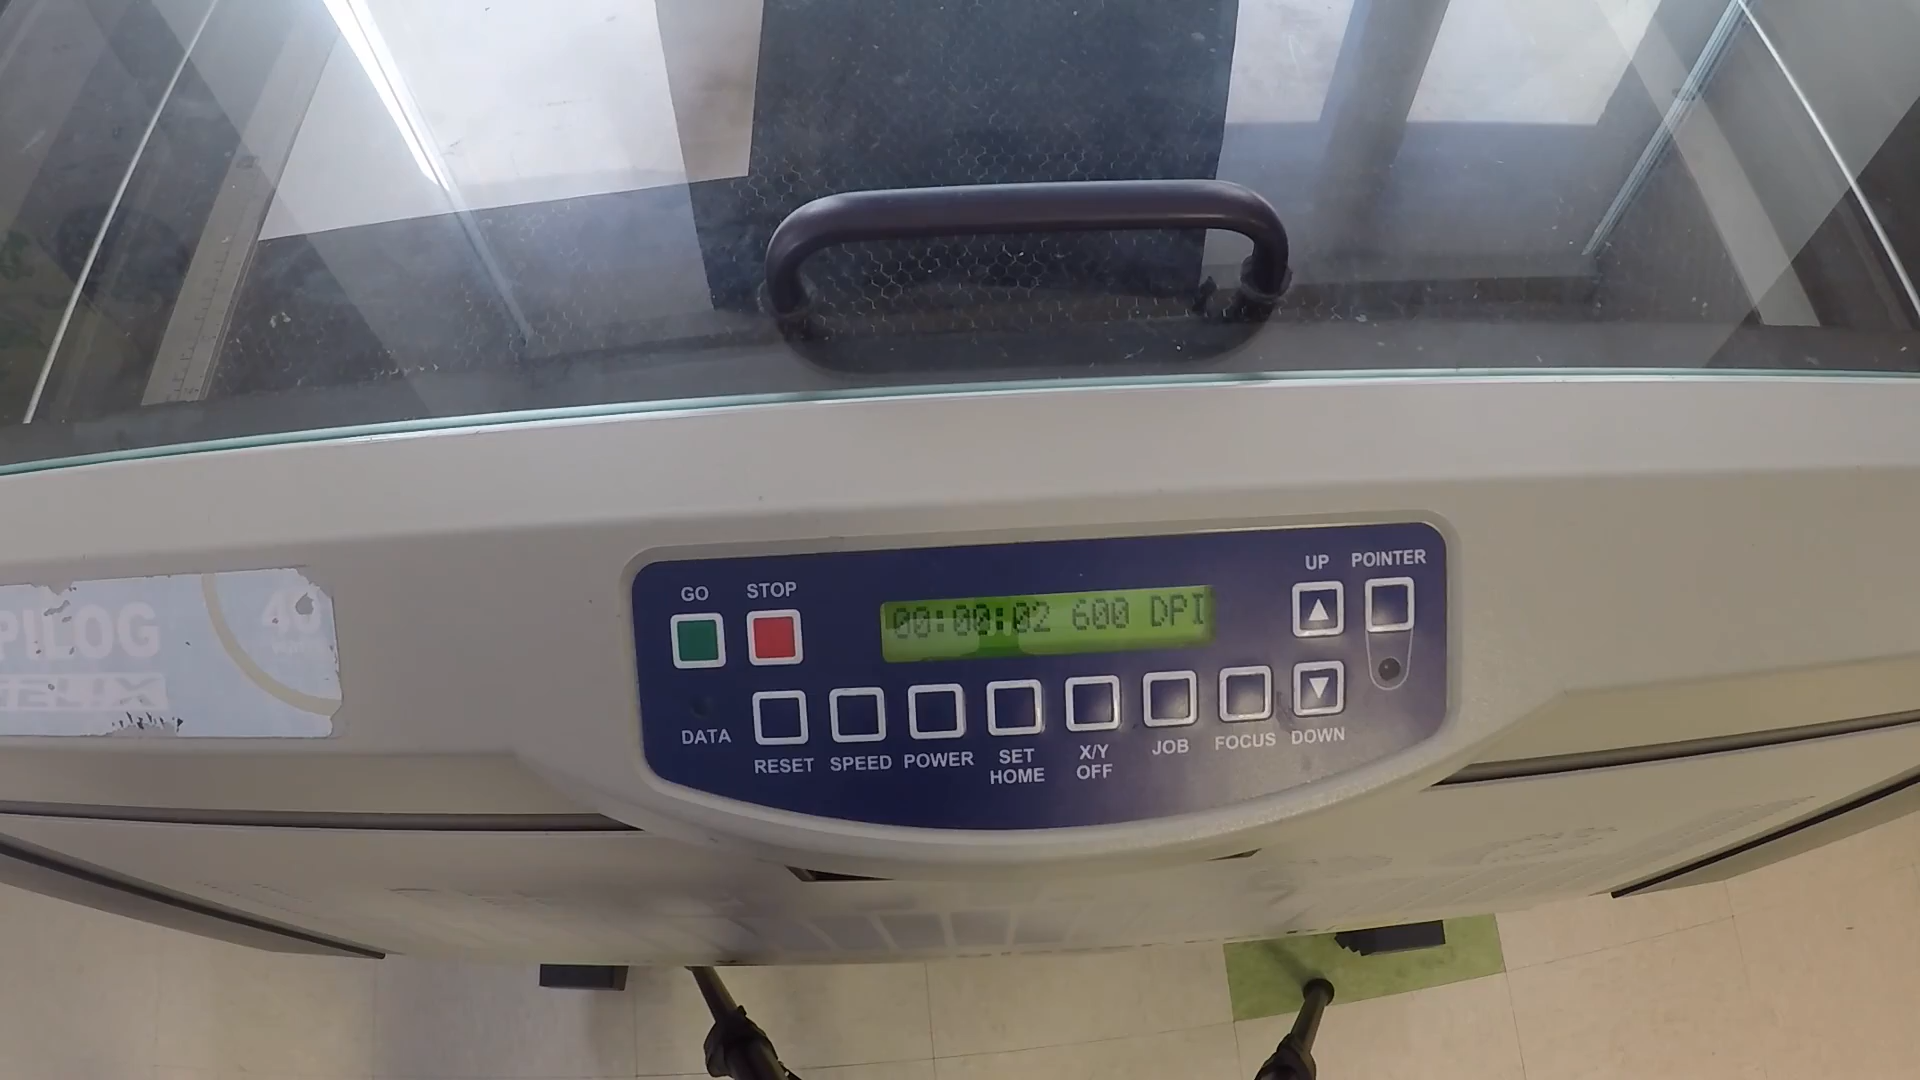 GO
STOP
00:00:02 600 DPI
UP
POINTER
PILOG
40
ELIX
DATA
RESET
SPEED
POWER
SET
HOME
X/Y
OFF
JOB
FOCUS
DOWN